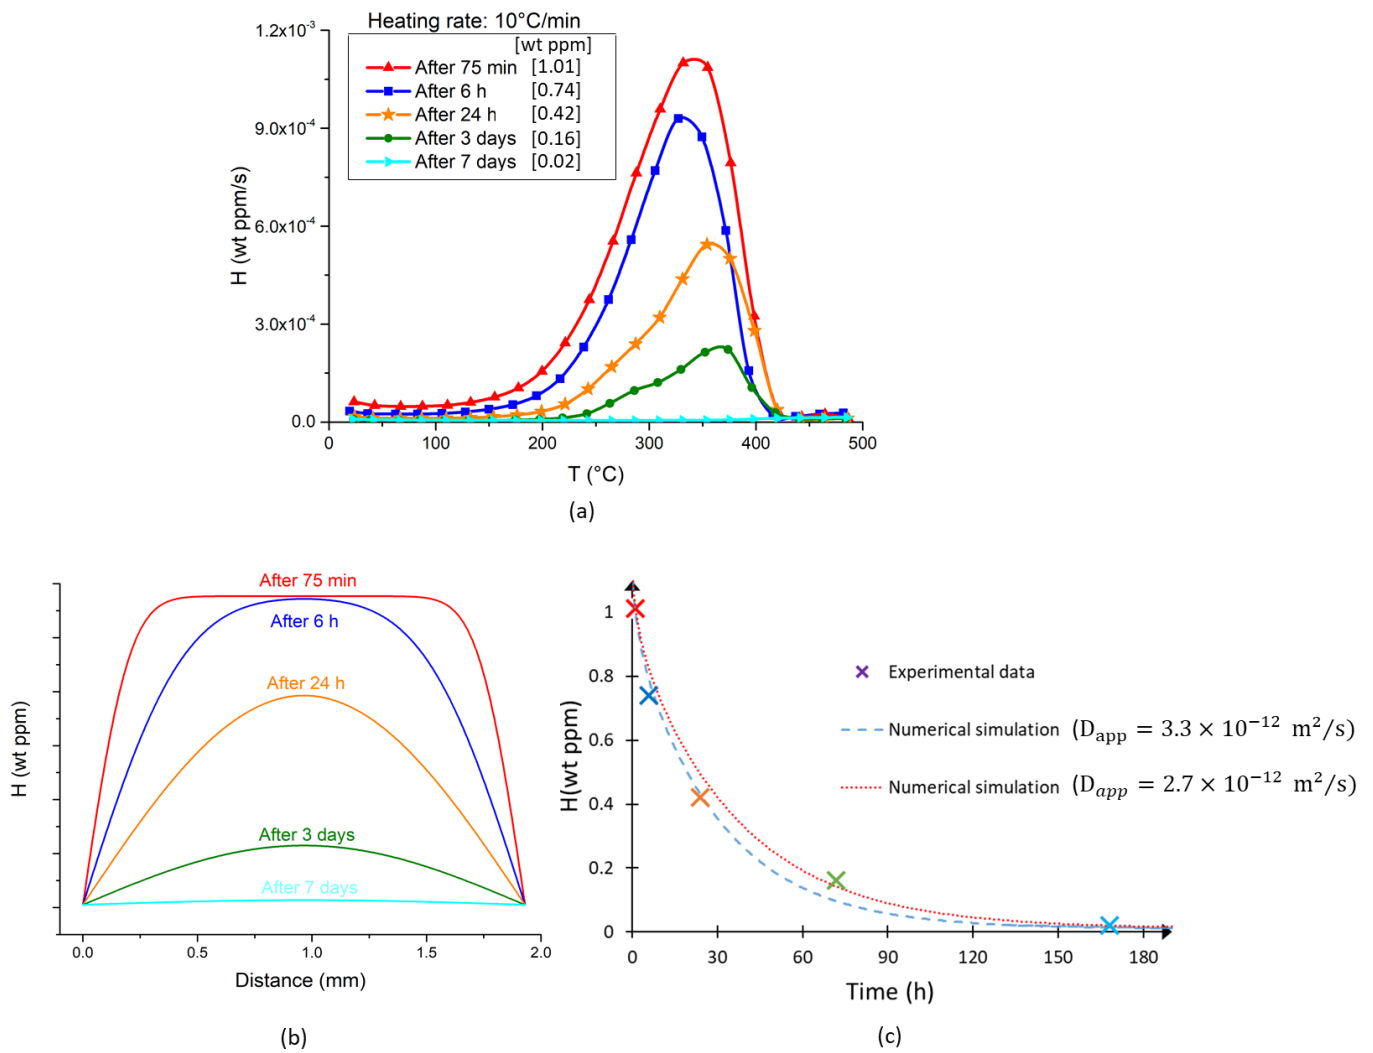 Heating rate: 10°C/min
[wt ppm]
After 75 min [1.01]
After 6 h [0.74]
After 24 h [0.42]
After 3 days [0.16]
After 7 days [0.02]
1.2x10⁻³
9.0x10⁻⁴
6.0x10⁻⁴
3.0x10⁻⁴
0.0
H (wt ppm/s)
0 100 200 300 400 500
T (°C)
(a)
After 75 min
After 6 h
After 24 h
After 3 days
After 7 days
H (wt ppm)
0.0 0.5 1.0 1.5 2.0
Distance (mm)
(b)
1
0.8
0.6
0.4
0.2
0
H(wt ppm)
Experimental data
Numerical simulation (D_app = 3.3 × 10⁻¹² m²/s)
Numerical simulation (D_app = 2.7 × 10⁻¹² m²/s)
0 30 60 90 120 150 180
Time (h)
(c)